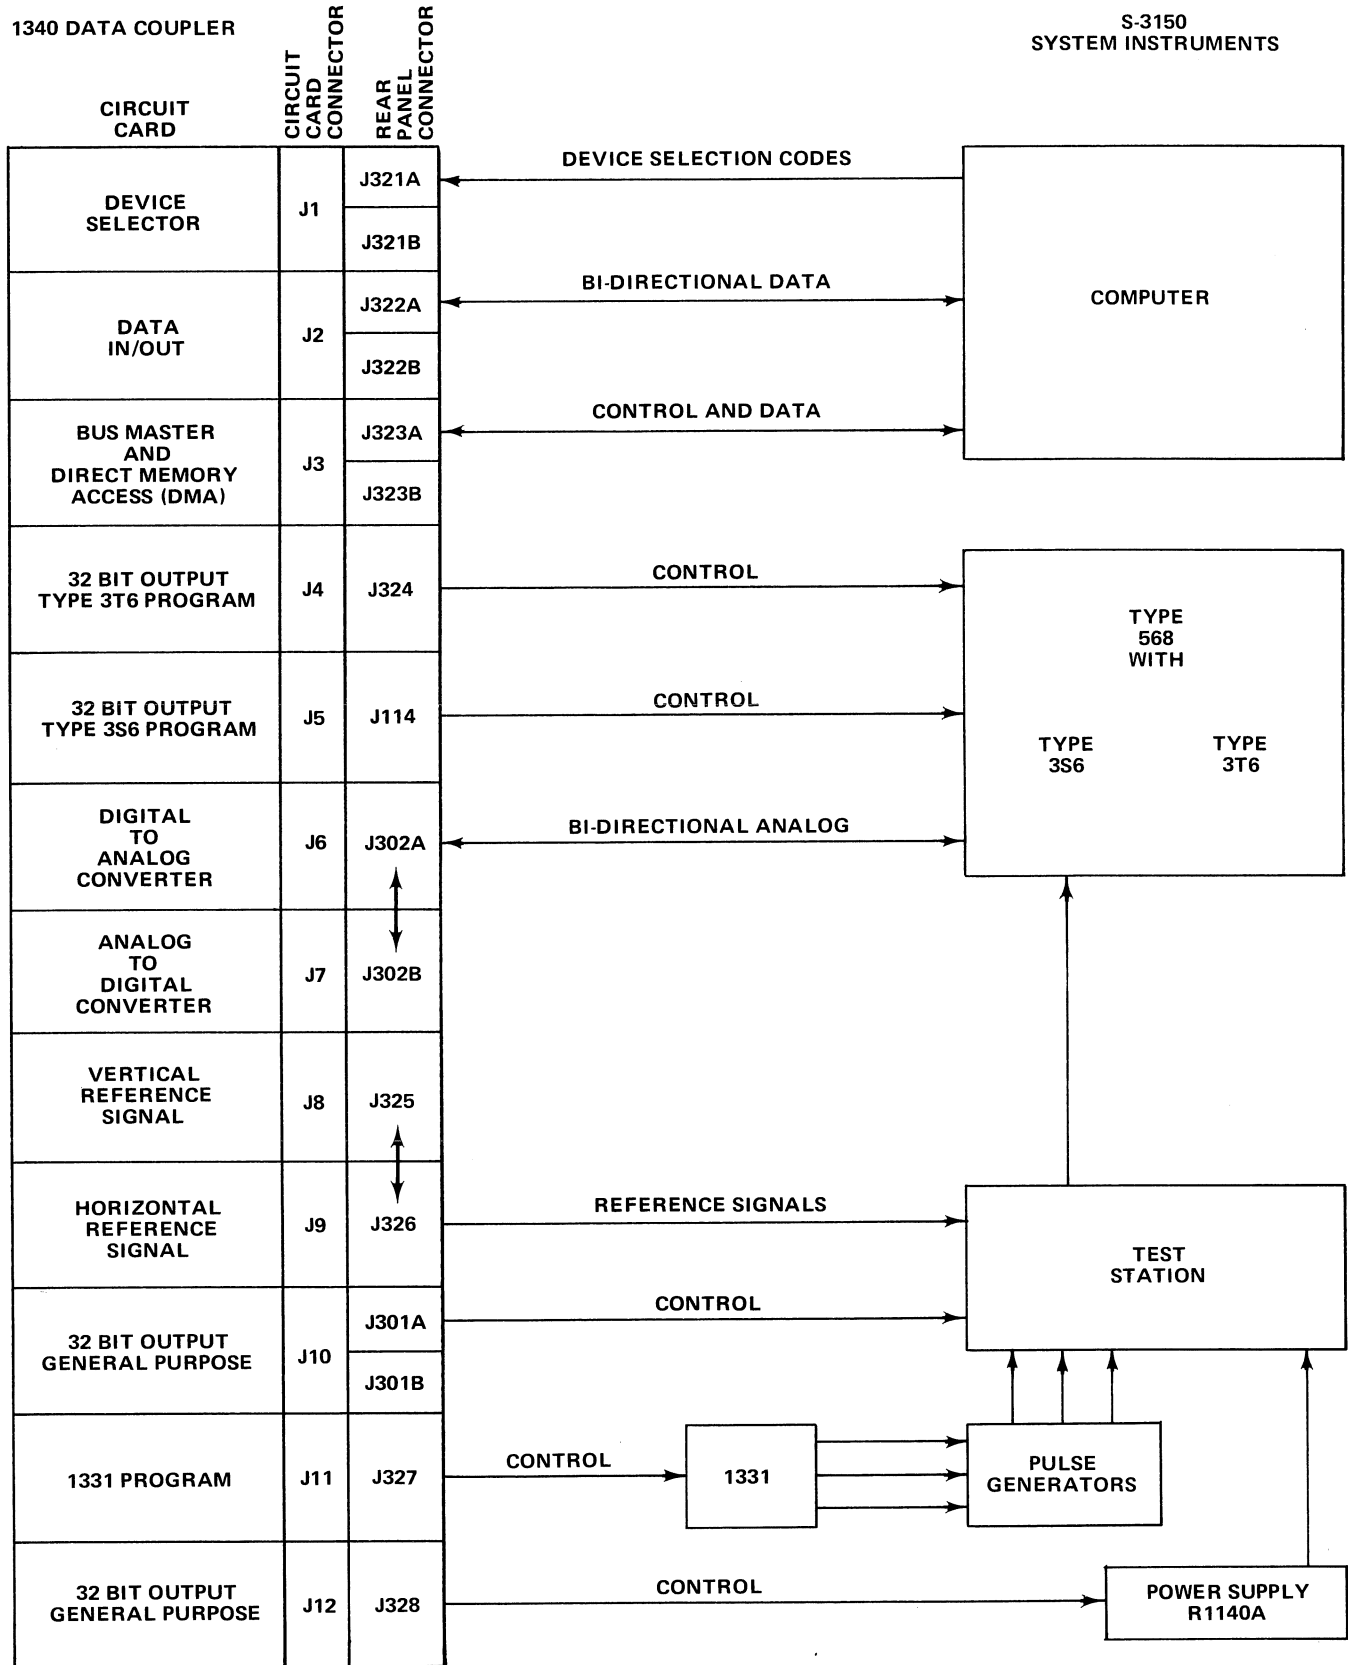 1340 DATA COUPLER
S-3150
SYSTEM INSTRUMENTS
CIRCUIT
CARD
CIRCUIT
CARD
CONNECTOR
REAR
PANEL
CONNECTOR
DEVICE
SELECTOR
J1
J321A
J321B
DEVICE SELECTION CODES
COMPUTER
DATA
IN/OUT
J2
J322A
J322B
BI-DIRECTIONAL DATA
BUS MASTER
AND
DIRECT MEMORY
ACCESS (DMA)
J3
J323A
J323B
CONTROL AND DATA
32 BIT OUTPUT
TYPE 3T6 PROGRAM
J4
J324
CONTROL
TYPE
568
WITH
TYPE
3S6
TYPE
3T6
32 BIT OUTPUT
TYPE 3S6 PROGRAM
J5
J114
CONTROL
DIGITAL
TO
ANALOG
CONVERTER
J6
J302A
BI-DIRECTIONAL ANALOG
ANALOG
TO
DIGITAL
CONVERTER
J7
J302B
VERTICAL
REFERENCE
SIGNAL
J8
J325
HORIZONTAL
REFERENCE
SIGNAL
J9
J326
REFERENCE SIGNALS
TEST
STATION
32 BIT OUTPUT
GENERAL PURPOSE
J10
J301A
J301B
CONTROL
1331 PROGRAM
J11
J327
CONTROL
1331
PULSE
GENERATORS
32 BIT OUTPUT
GENERAL PURPOSE
J12
J328
CONTROL
POWER SUPPLY
R1140A